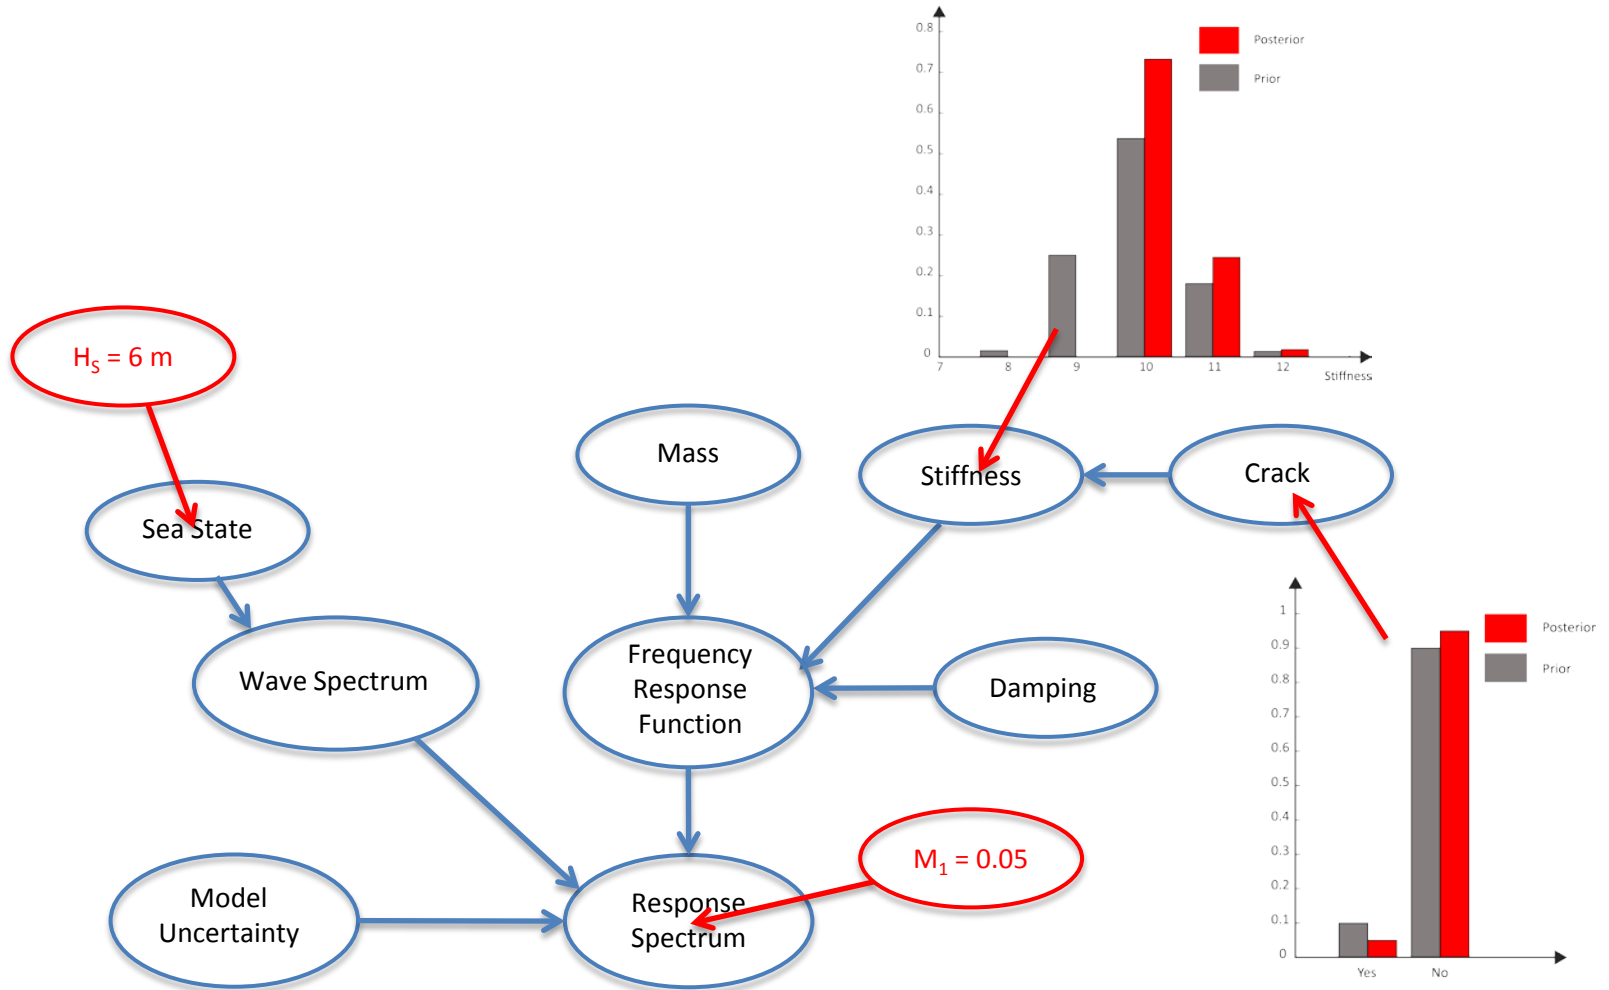 0.8
0.7
0.6
0.5
0.4
0.3
0.2
0.1
0
7
8
9
10
11
12
Stiffness
Posterior
Prior
H_S = 6 m
Sea State
Mass
Stiffness
Crack
Wave Spectrum
Frequency
Response
Function
Damping
Model
Uncertainty
Response
Spectrum
M_1 = 0.05
1
0.9
0.8
0.7
0.6
0.5
0.4
0.3
0.2
0.1
Yes
No
Posterior
Prior